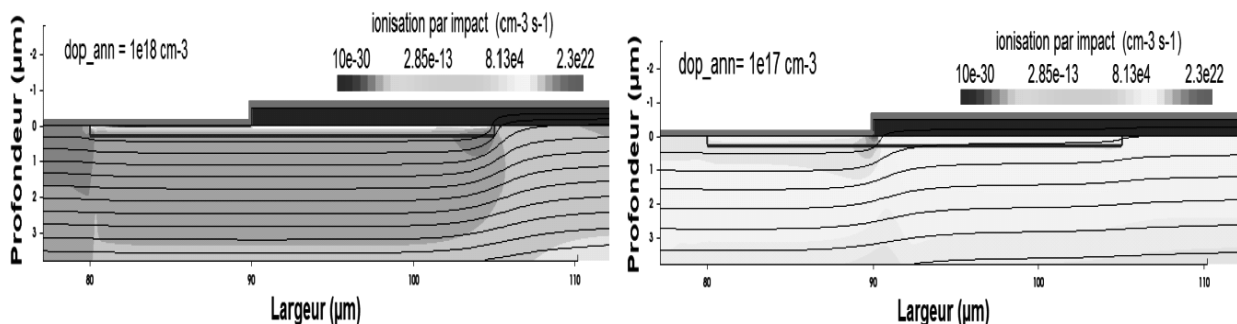 ionisation par impact (cm-3 s-1)
dop_ann = 1e18 cm-3
10e-30 2.85e-13 8.13e4 2.3e22
Profondeur (µm)
-2
-1
0
1
2
3
80 90 100 110
Largeur (µm)
ionisation par impact (cm-3 s-1)
dop_ann= 1e17 cm-3
10e-30 2.85e-13 8.13e4 2.3e22
Profondeur (µm)
-2
-1
0
1
2
3
80 90 100 110
Largeur (µm)